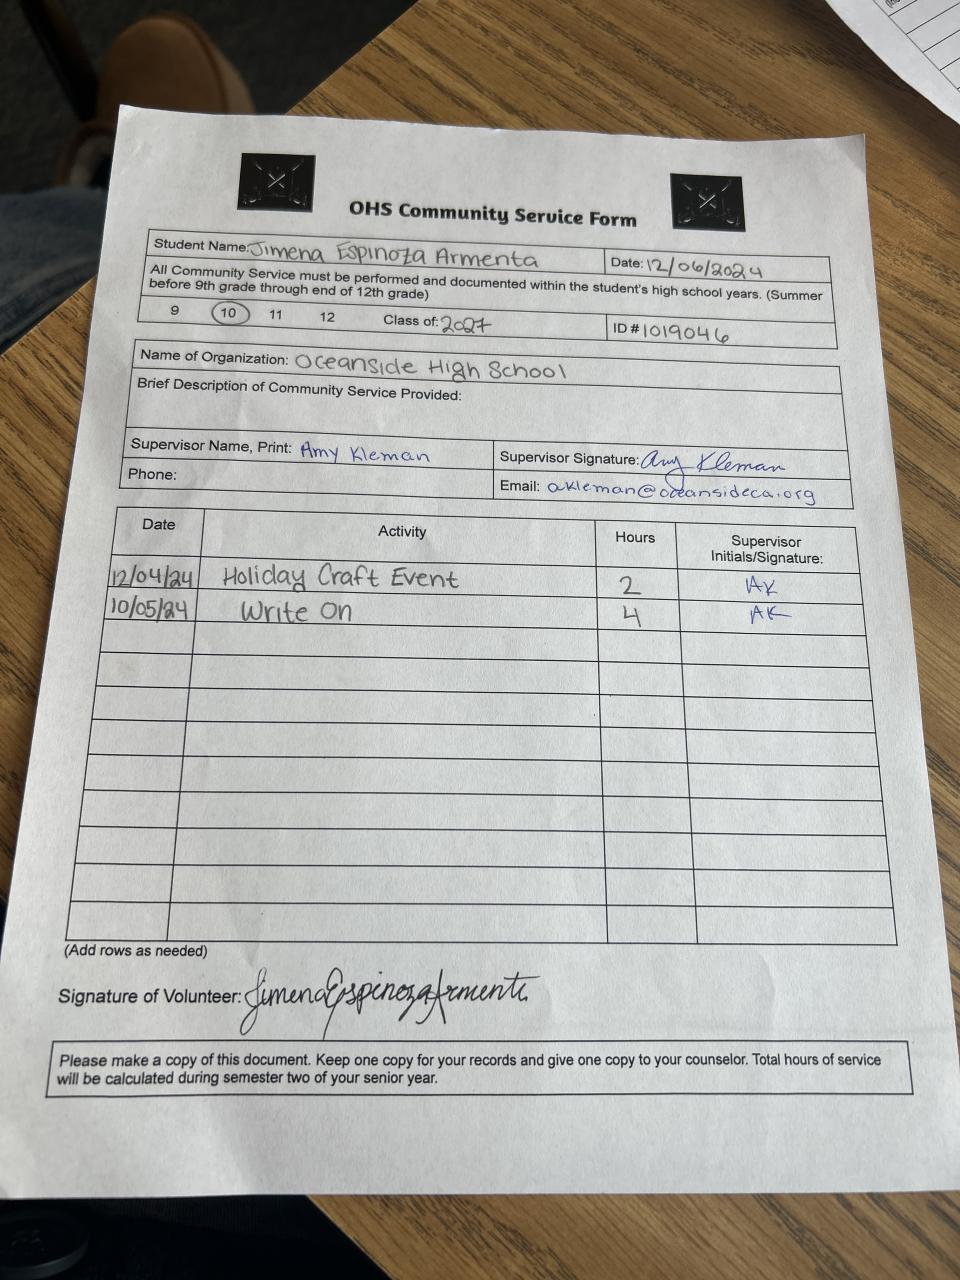 OHS Community Service Form
Student Name: Jimena Espinoza Armenta Date: 12/06/2024
All Community Service must be performed and documented within the student's high school years. (Summer
before 9th grade through end of 12th grade)
9 10 11 12 Class of: 2027 ID # 1019046
Name of Organization: Oceanside High School
Brief Description of Community Service Provided:
Supervisor Name, Print: Amy Kleman Supervisor Signature: Amy Kleman
Phone: Email: akleman@oceansideca.org
Date Activity Hours Supervisor
Initials/Signature:
12/04/24 Holiday Craft Event 2 AK
10/05/24 Write On 4 AK
(Add rows as needed)
Signature of Volunteer: Jimena Espinoza Armenta
Please make a copy of this document. Keep one copy for your records and give one copy to your counselor. Total hours of service
will be calculated during semester two of your senior year.